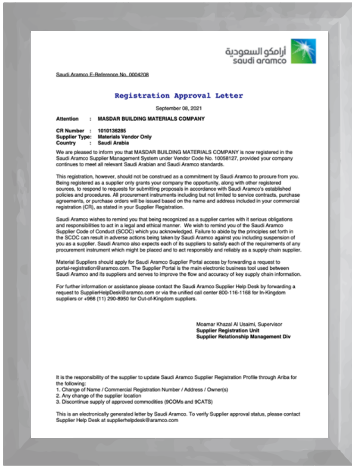 أرامكو السعودية
saudi aramco
Saudi Aramco E-Reference No. 0004208
Registration Approval Letter
September 08, 2021
Attention : MASDAR BUILDING MATERIALS COMPANY
CR Number : 1010138285
Supplier Type: Materials Vendor Only
Country : Saudi Arabia
We are pleased to inform you that MASDAR BUILDING MATERIALS COMPANY is now registered in the
Saudi Aramco Supplier Management System under Vendor Code No. 10058127, provided your company
continues to meet all relevant Saudi Arabian and Saudi Aramco standards.
This registration, however, should not be construed as a commitment by Saudi Aramco to procure from you.
Being registered as a supplier only grants your company the opportunity, along with other registered
sources, to respond to requests for submitting proposals in accordance with Saudi Aramco's established
policies and procedures. All procurement instruments including but not limited to service contracts, purchase
agreements, or purchase orders will be issued based on the name and address included in your commercial
registration (CR), as stated in your Supplier Registration.
Saudi Aramco wishes to remind you that being recognized as a supplier carries with it serious obligations
and responsibilities to act in a legal and ethical manner. We wish to remind you of the Saudi Aramco
Supplier Code of Conduct (SCOC) which you acknowledged. Failure to abide by the principles set forth in
the SCOC can result in adverse actions being taken by Saudi Aramco against you including suspension of
you as a supplier. Saudi Aramco also expects each of its suppliers to satisfy each of the requirements of any
procurement instrument which might be placed and to act responsibly and reliably as a supply chain supplier.
Material Suppliers should apply for Saudi Aramco Supplier Portal access by forwarding a request to
portal-registration@aramco.com. The Supplier Portal is the main electronic business tool used between
Saudi Aramco and its suppliers and serves to improve the flow and accuracy of key supply chain information.
For further information or assistance please contact the Saudi Aramco Supplier Help Desk by forwarding a
request to SupplierHelpDesk@aramco.com or via the unified call center 800-116-1168 for In-Kingdom
suppliers or +966 (11) 290-8950 for Out-of-Kingdom suppliers.
Moamar Khazal Al Usaimi, Supervisor
Supplier Registration Unit
Supplier Relationship Management Div
It is the responsibility of the supplier to update Saudi Aramco Supplier Registration Profile through Ariba for
the following:
1. Change of Name / Commercial Registration Number / Address / Owner(s)
2. Any change of the supplier location
3. Discontinue supply of approved commodities (9COMs and 9CATS)
This is an electronically generated letter by Saudi Aramco. To verify Supplier approval status, please contact
Supplier Help Desk at supplierhelpdesk@aramco.com